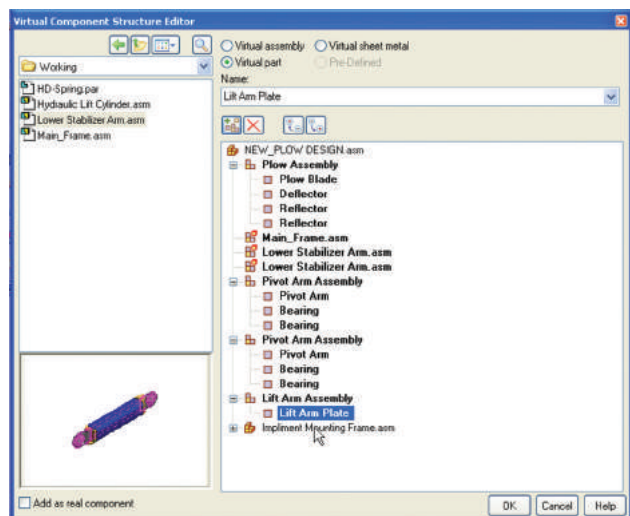 Virtual Component Structure Editor
Working
HD-Spring.par
Hydraulic Lift Cylinder.asm
Lower Stabilizer Arm.asm
Main_Frame.asm
Virtual assembly Virtual sheet metal
Virtual part Pre-Defined
Name:
Lift Arm Plate
NEW_PLOW DESIGN.asm
Plow Assembly
Plow Blade
Deflector
Reflector
Reflector
Main_Frame.asm
Lower Stabilizer Arm.asm
Lower Stabilizer Arm.asm
Pivot Arm Assembly
Pivot Arm
Bearing
Bearing
Pivot Arm Assembly
Pivot Arm
Bearing
Bearing
Lift Arm Assembly
Lift Arm Plate
Impliment Mounting Frame.asm
Add as real component
OK Cancel Help